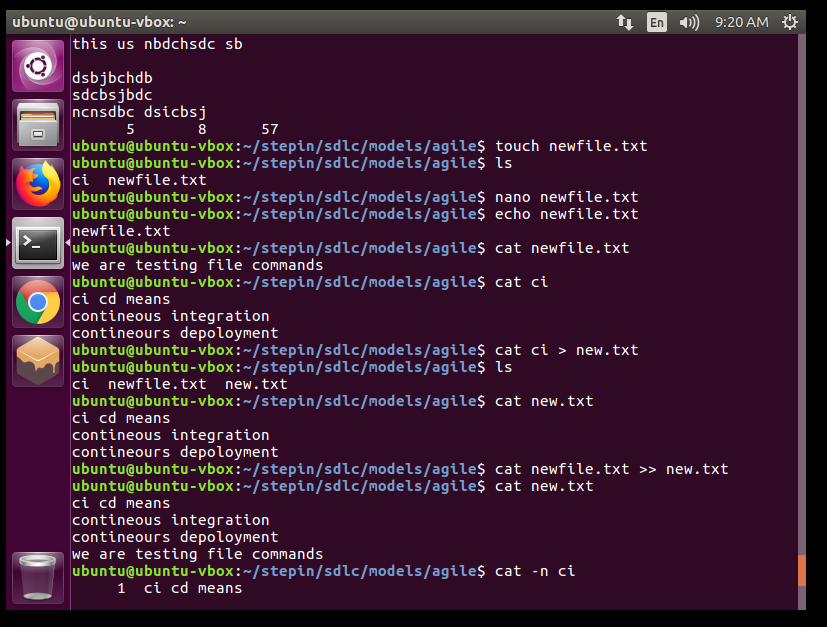 ubuntu@ubuntu-vbox: ~ En 9:20 AM
this us nbdchsdc sb
dsbjbchdb
sdcbsjbdc
ncnsdbc dsicbsj
5 8 57
ubuntu@ubuntu-vbox:~/stepin/sdlc/models/agile$ touch newfile.txt
ubuntu@ubuntu-vbox:~/stepin/sdlc/models/agile$ ls
ci newfile.txt
ubuntu@ubuntu-vbox:~/stepin/sdlc/models/agile$ nano newfile.txt
ubuntu@ubuntu-vbox:~/stepin/sdlc/models/agile$ echo newfile.txt
newfile.txt
ubuntu@ubuntu-vbox:~/stepin/sdlc/models/agile$ cat newfile.txt
we are testing file commands
ubuntu@ubuntu-vbox:~/stepin/sdlc/models/agile$ cat ci
ci cd means
contineous integration
contineours depoloyment
ubuntu@ubuntu-vbox:~/stepin/sdlc/models/agile$ cat ci > new.txt
ubuntu@ubuntu-vbox:~/stepin/sdlc/models/agile$ ls
ci newfile.txt new.txt
ubuntu@ubuntu-vbox:~/stepin/sdlc/models/agile$ cat new.txt
ci cd means
contineous integration
contineours depoloyment
ubuntu@ubuntu-vbox:~/stepin/sdlc/models/agile$ cat newfile.txt >> new.txt
ubuntu@ubuntu-vbox:~/stepin/sdlc/models/agile$ cat new.txt
ci cd means
contineous integration
contineours depoloyment
we are testing file commands
ubuntu@ubuntu-vbox:~/stepin/sdlc/models/agile$ cat -n ci
1 ci cd means